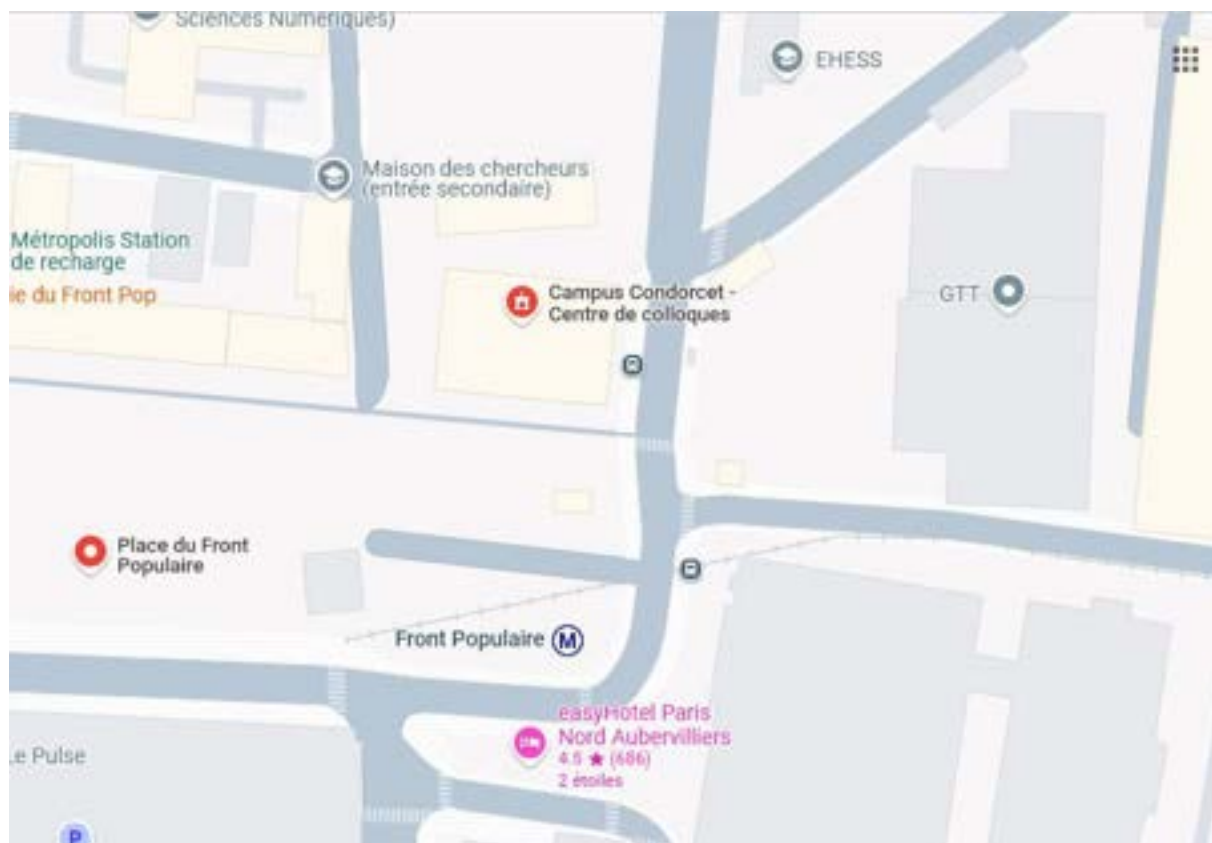 Sciences Numériques)
EHESS
Maison des chercheurs
(entrée secondaire)
Métropolis Station
de recharge
ie du Front Pop
Campus Condorcet -
Centre de colloques
GTT
Place du Front
Populaire
Front Populaire M
easyHotel Paris
Nord Aubervilliers
4.5 ★ (686)
2 étoiles
Le Pulse
P